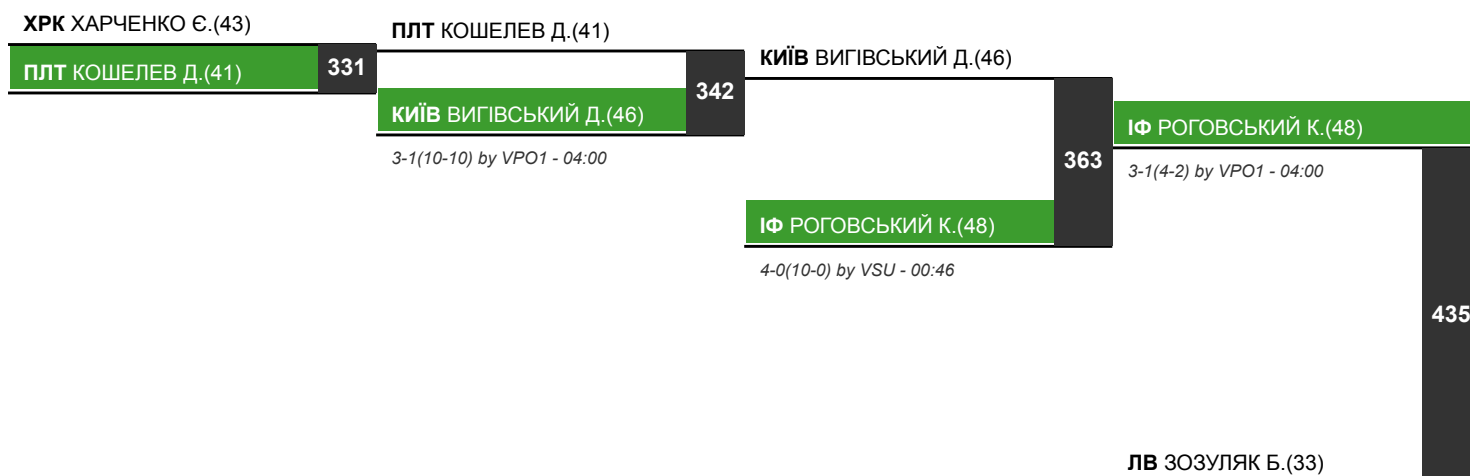 ХРК ХАРЧЕНКО Є.(43)
ПЛТ КОШЕЛЕВ Д.(41)
331
ПЛТ КОШЕЛЕВ Д.(41)
КИЇВ ВИГІВСЬКИЙ Д.(46)
342
3-1(10-10) by VPO1 - 04:00
КИЇВ ВИГІВСЬКИЙ Д.(46)
ІФ РОГОВСЬКИЙ К.(48)
363
4-0(10-0) by VSU - 00:46
ІФ РОГОВСЬКИЙ К.(48)
3-1(4-2) by VPO1 - 04:00
435
ЛВ ЗОЗУЛЯК Б.(33)